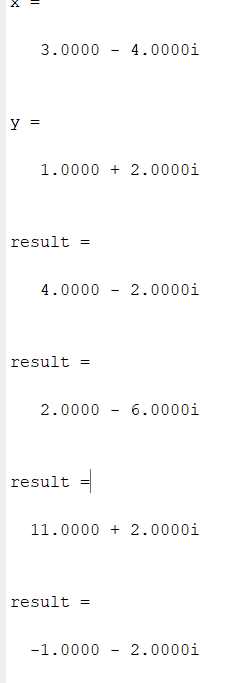 x =
3.0000 - 4.0000i
y =
1.0000 + 2.0000i
result =
4.0000 - 2.0000i
result =
2.0000 - 6.0000i
result =
11.0000 + 2.0000i
result =
-1.0000 - 2.0000i